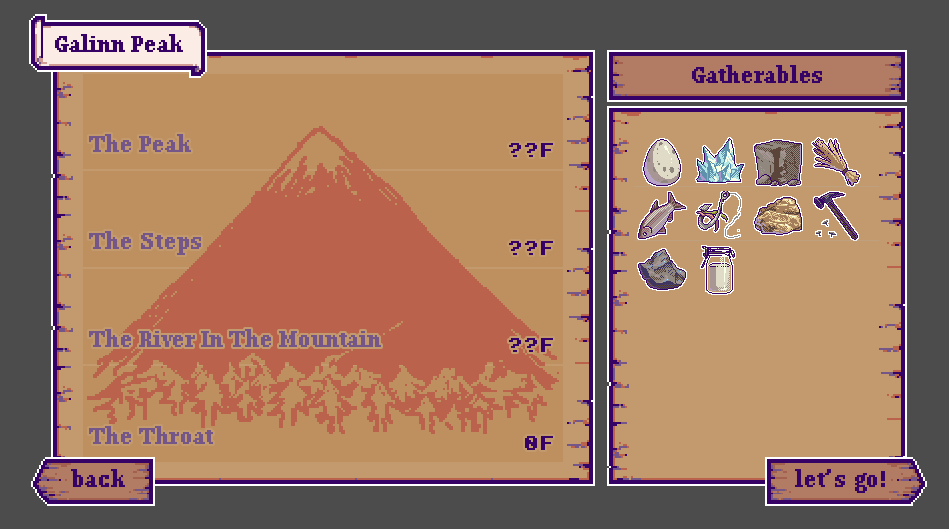 Galinn Peak
Gatherables
The Peak
??F
The Steps
??F
The River In The Mountain
??F
The Throat
0F
back
let's go!